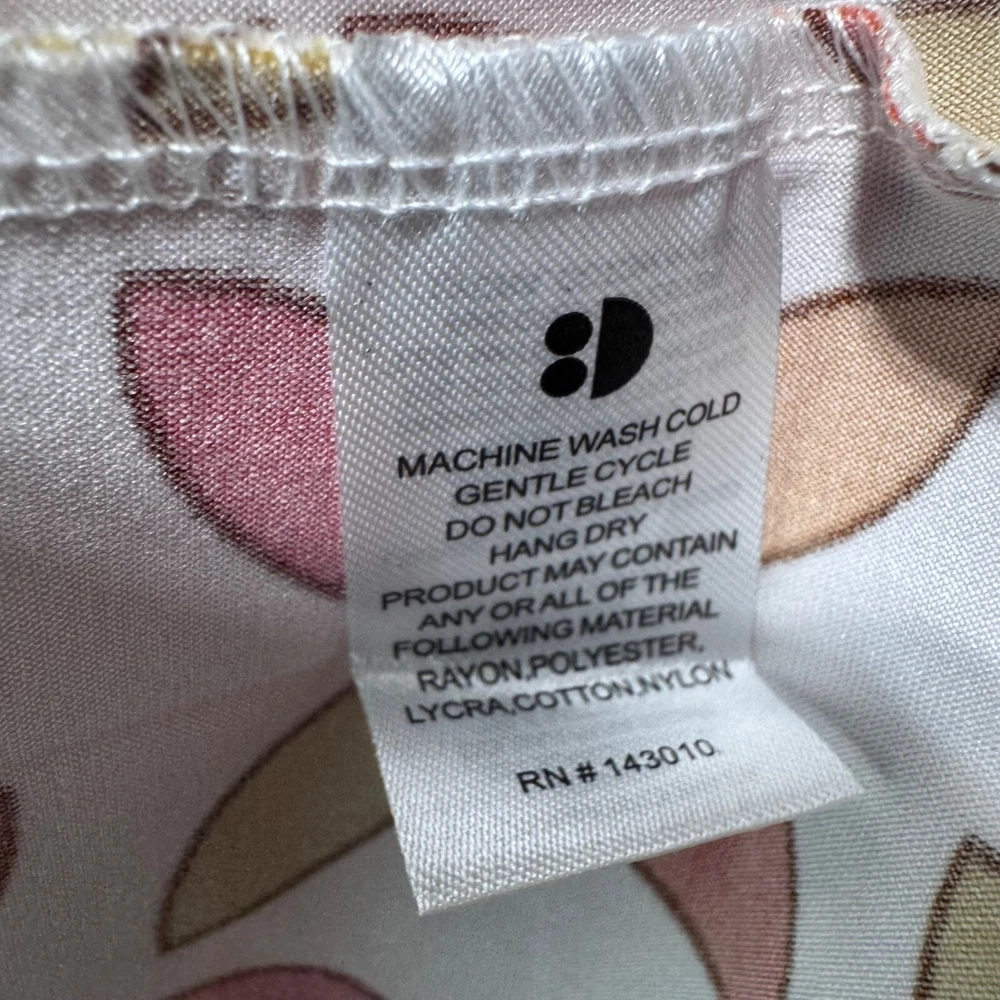 MACHINE WASH COLD
GENTLE CYCLE
DO NOT BLEACH
HANG DRY
PRODUCT MAY CONTAIN
ANY OR ALL OF THE
FOLLOWING MATERIAL
RAYON,POLYESTER,
LYCRA,COTTON,NYLON
RN # 143010